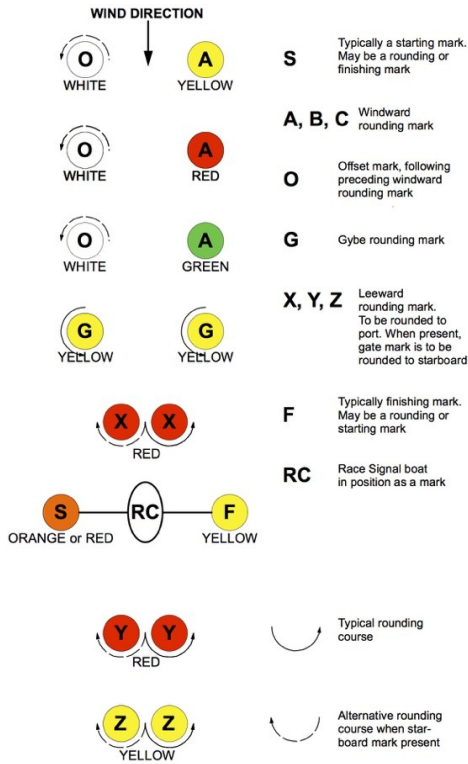 WIND DIRECTION
O
A
WHITE
YELLOW
O
A
WHITE
RED
O
A
WHITE
GREEN
G
G
YELLOW
YELLOW
X
X
RED
S
RC
F
ORANGE or RED
YELLOW
Y
Y
RED
Z
Z
YELLOW
S
Typically a starting mark.
May be a rounding or
finishing mark
A, B, C
Windward
rounding mark
O
Offset mark, following
preceding windward
rounding mark
G
Gybe rounding mark
X, Y, Z
Leeward
rounding mark.
To be rounded to
port. When present,
gate mark is to be
rounded to starboard
F
Typically finishing mark.
May be a rounding or
starting mark
RC
Race Signal boat
in position as a mark
Typical rounding
course
Alternative rounding
course when star-
board mark present